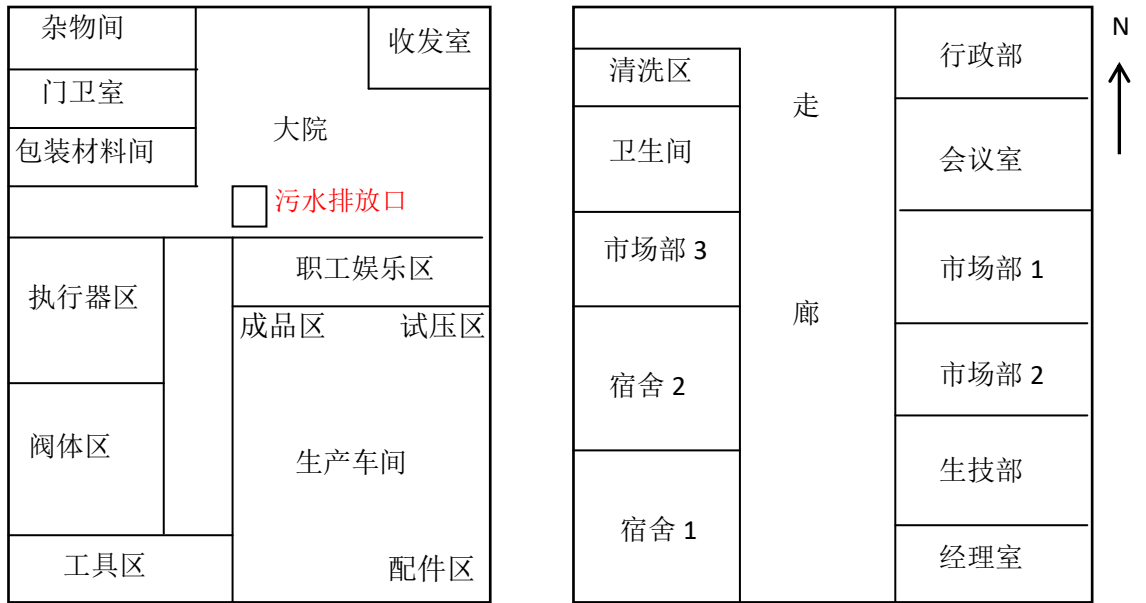 杂物间
收发室
门卫室
大院
包装材料间
污水排放口
执行器区
职工娱乐区
成品区
试压区
阀体区
生产车间
工具区
配件区
清洗区
走
廊
卫生间
市场部 3
宿舍 2
宿舍 1
行政部
会议室
市场部 1
市场部 2
生技部
经理室
N